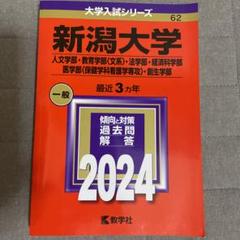 大学入試シリーズ
62
新潟大学
人文学部・教育学部〈文系〉・法学部・経済科学部
医学部〈保健学科看護学専攻〉・創生学部
一般
最近3カ年
傾向と対策
過去問
解答
2024
教学社